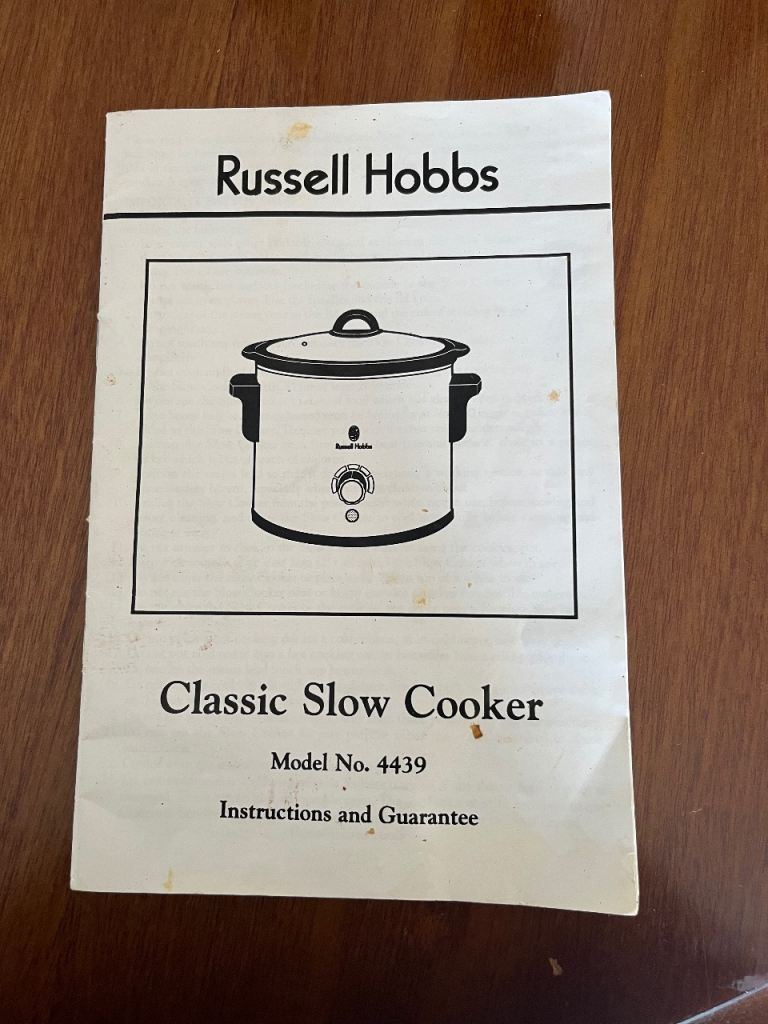 Russell Hobbs
Russell Hobbs
Classic Slow Cooker
Model No. 4439
Instructions and Guarantee